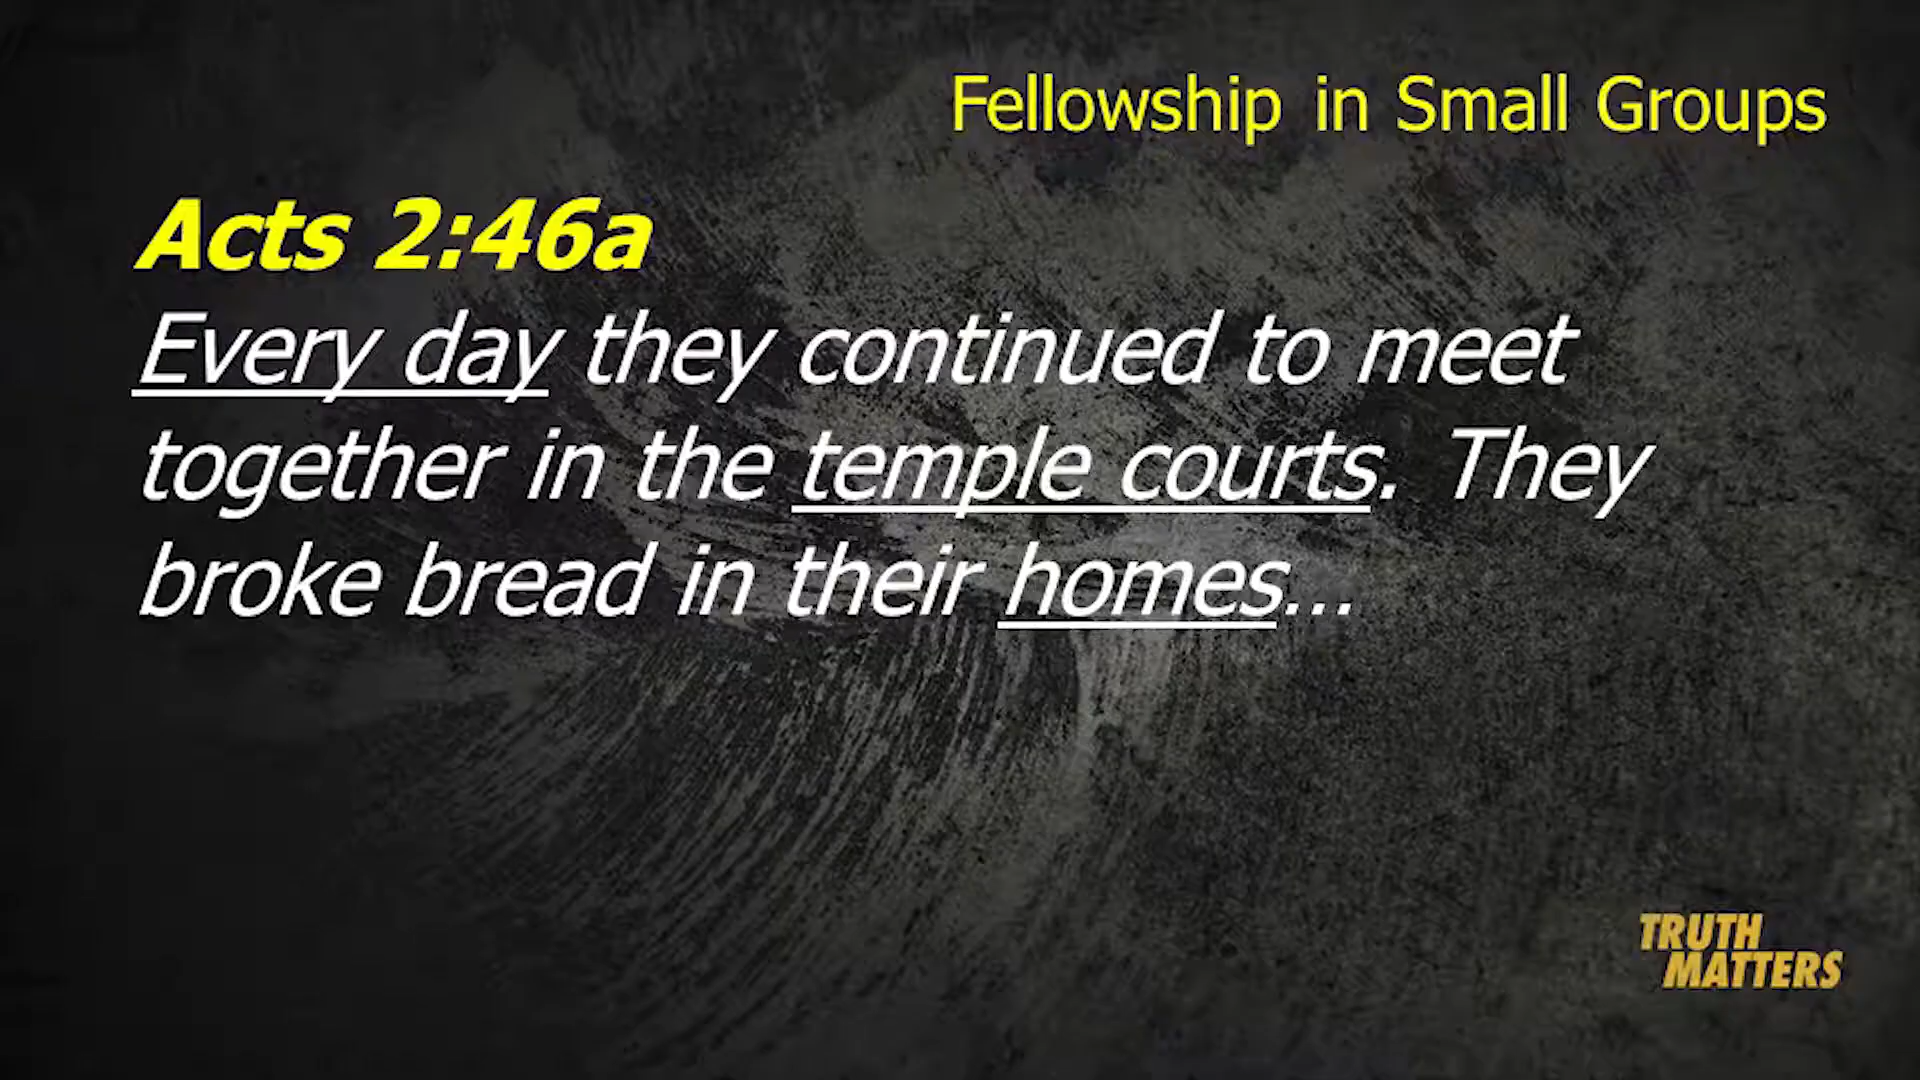 Fellowship in Small Groups
Acts 2:46a
Every day they continued to meet
together in the temple courts. They
broke bread in their homes...
TRUTH
MATTERS